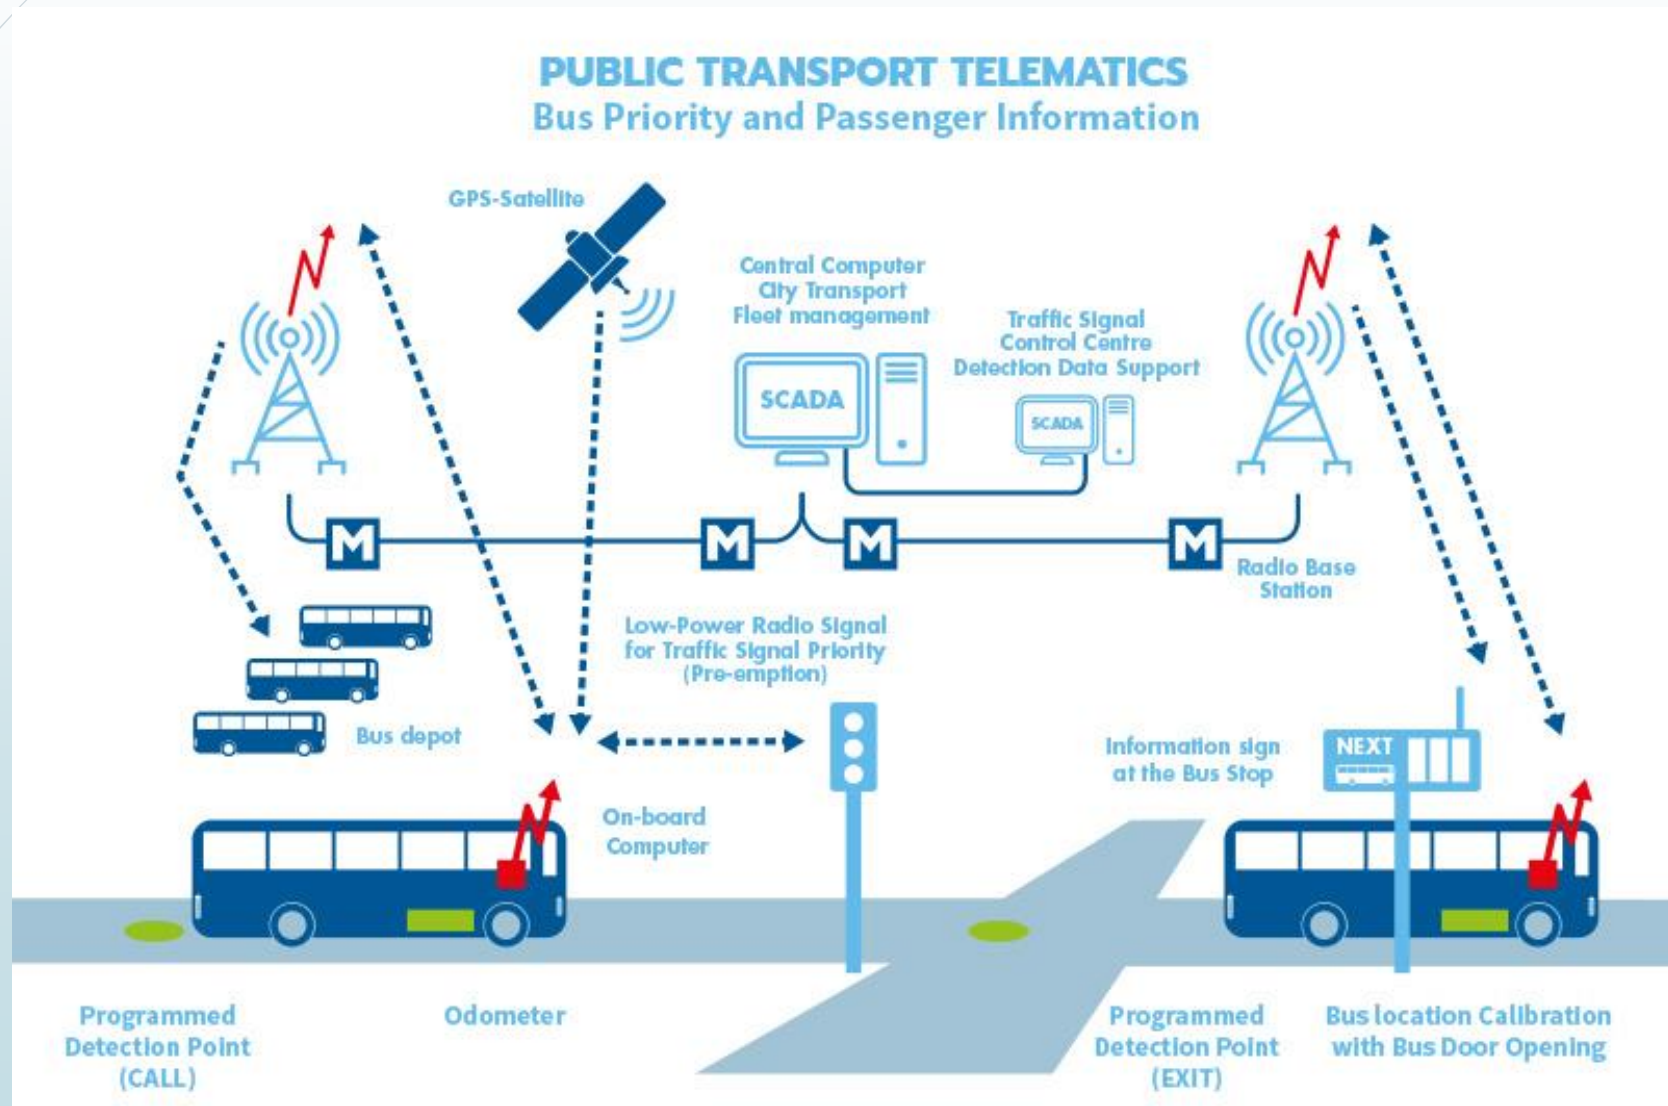 PUBLIC TRANSPORT TELEMATICS
Bus Priority and Passenger Information
GPS-Satellite
Central Computer
City Transport
Fleet management
Traffic Signal
Control Centre
Detection Data Support
SCADA
SCADA
M
M
M
M
Radio Base
Station
Low-Power Radio Signal
for Traffic Signal Priority
(Pre-emption)
Bus depot
Information sign
at the Bus Stop
NEXT
On-board
Computer
Programmed
Detection Point
(CALL)
Odometer
Programmed
Detection Point
(EXIT)
Bus location Calibration
with Bus Door Opening